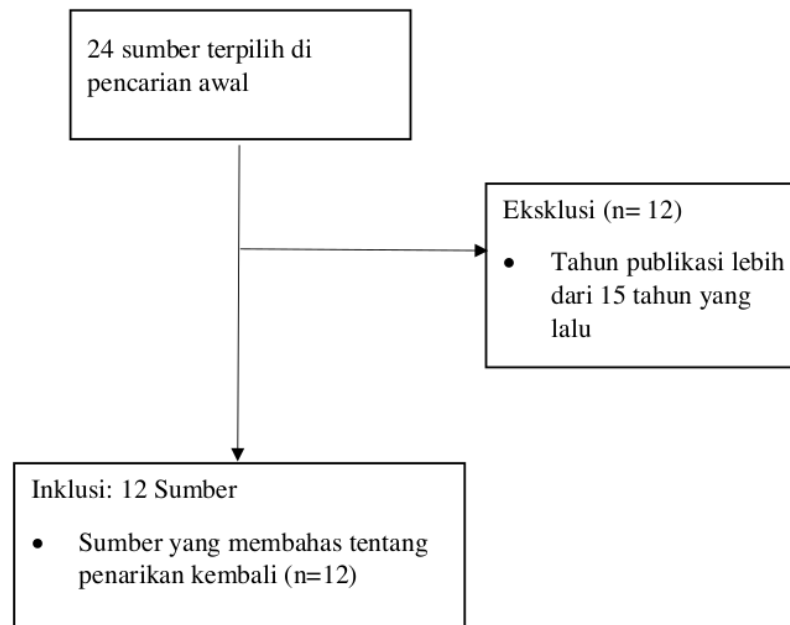 24 sumber terpilih di
pencarian awal
Eksklusi (n= 12)
• Tahun publikasi lebih
dari 15 tahun yang
lalu
Inklusi: 12 Sumber
• Sumber yang membahas tentang
penarikan kembali (n=12)